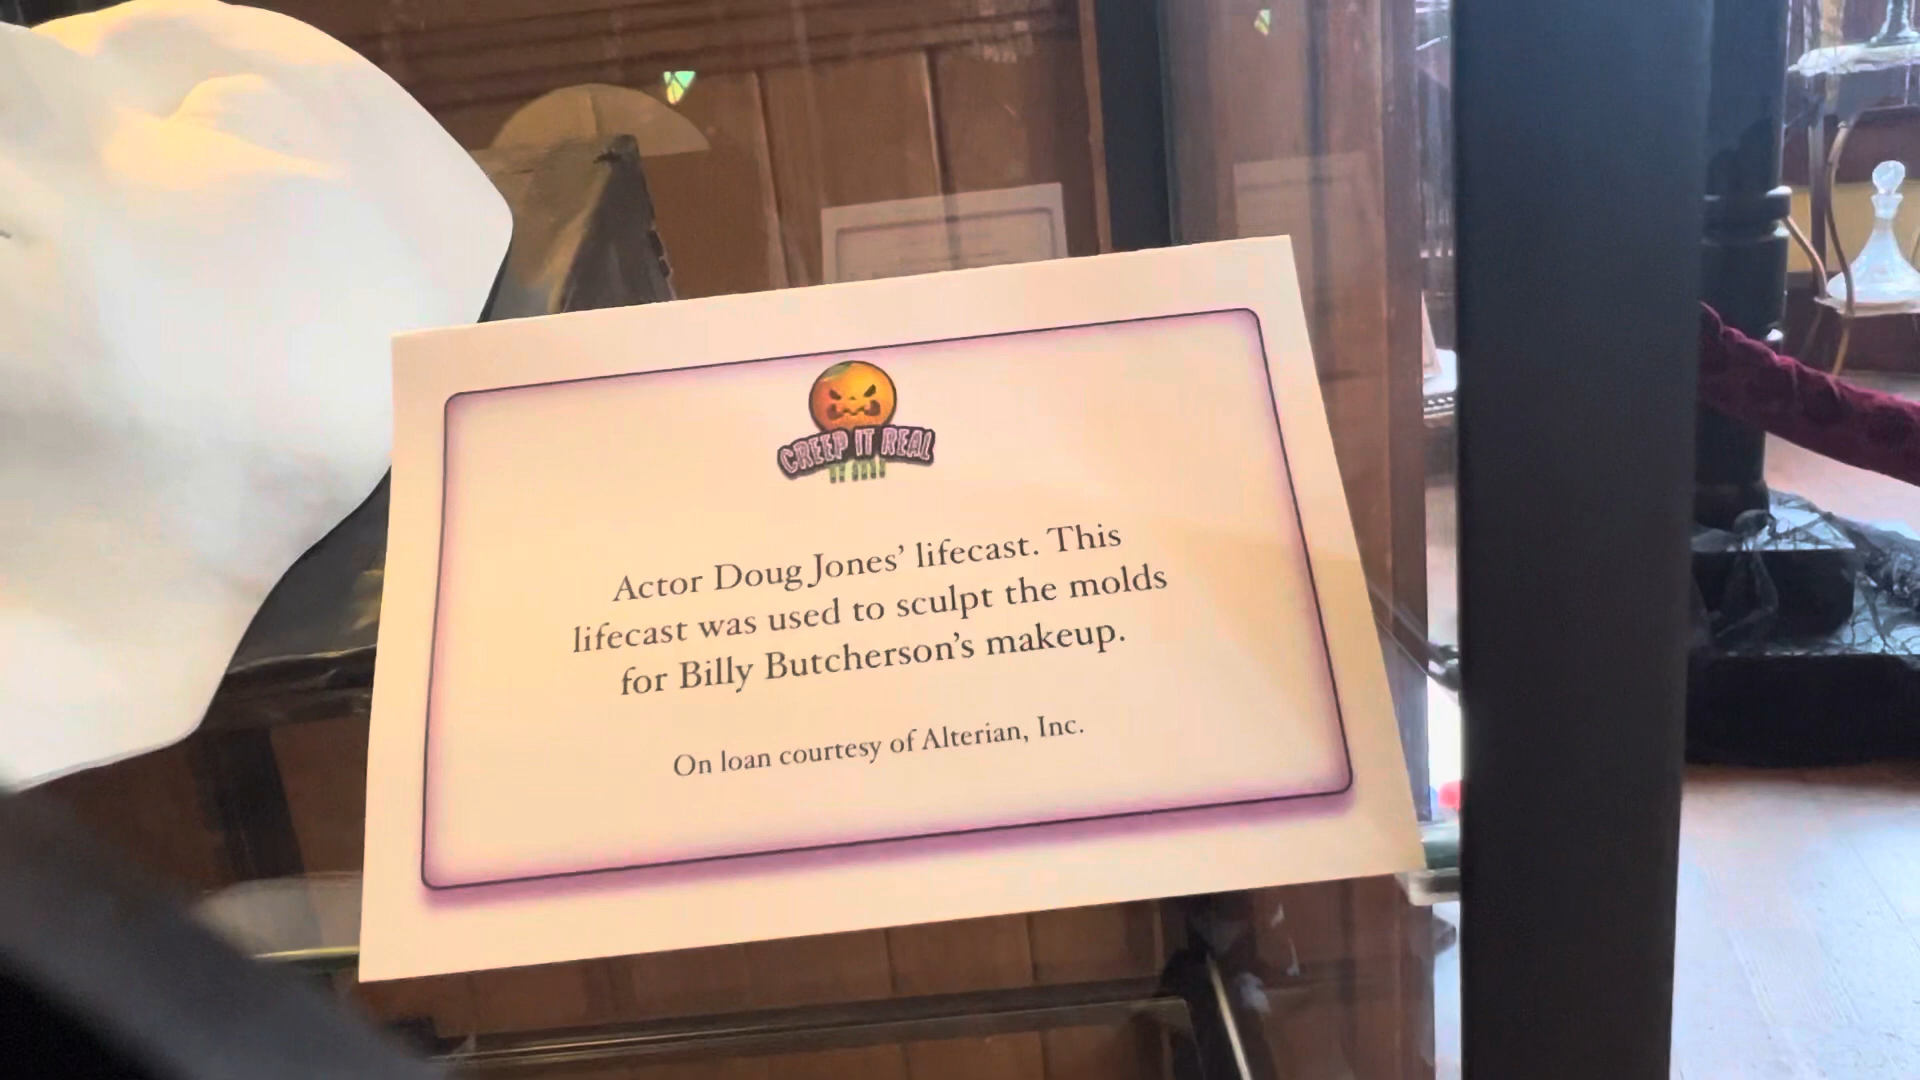 CREEP IT REAL
Actor Doug Jones’ lifecast. This
lifecast was used to sculpt the molds
for Billy Butcherson’s makeup.
On loan courtesy of Alterian, Inc.